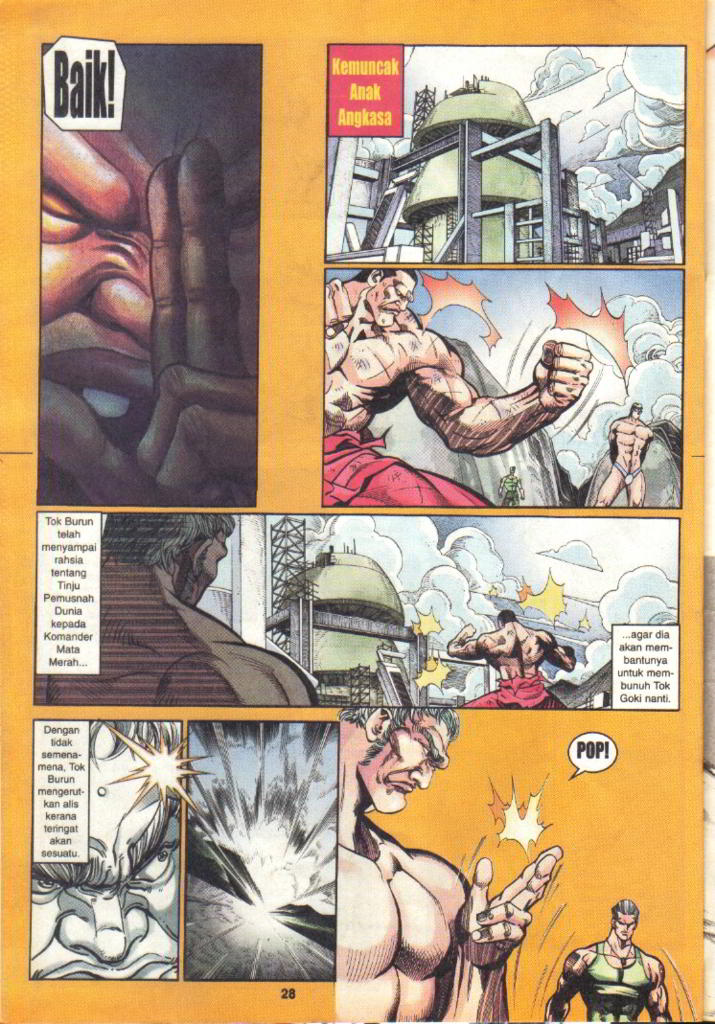 Baik!
Kemuncak
Anak
Angkasa
Tok Burun
telah
menyampai
rahsia
tentang
Tinju
Pemusnah
Dunia
kepada
Komander
Mata
Merah...
...agar dia
akan mem-
bantunya
untuk mem-
bunuh Tok
Goki nanti.
Dengan
tidak
semena-
mena, Tok
Burun
mengerut-
kan alis
kerana
teringat
akan
sesuatu.
POP!
28